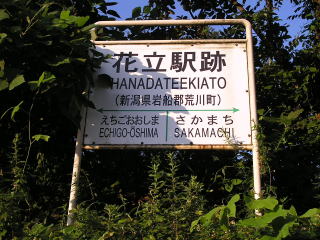 花立駅跡
HANADATEEKIATO
(新潟県岩船郡荒川町)
えちごおおしま さかまち
ECHIGO-ŌSHIMA SAKAMACHI